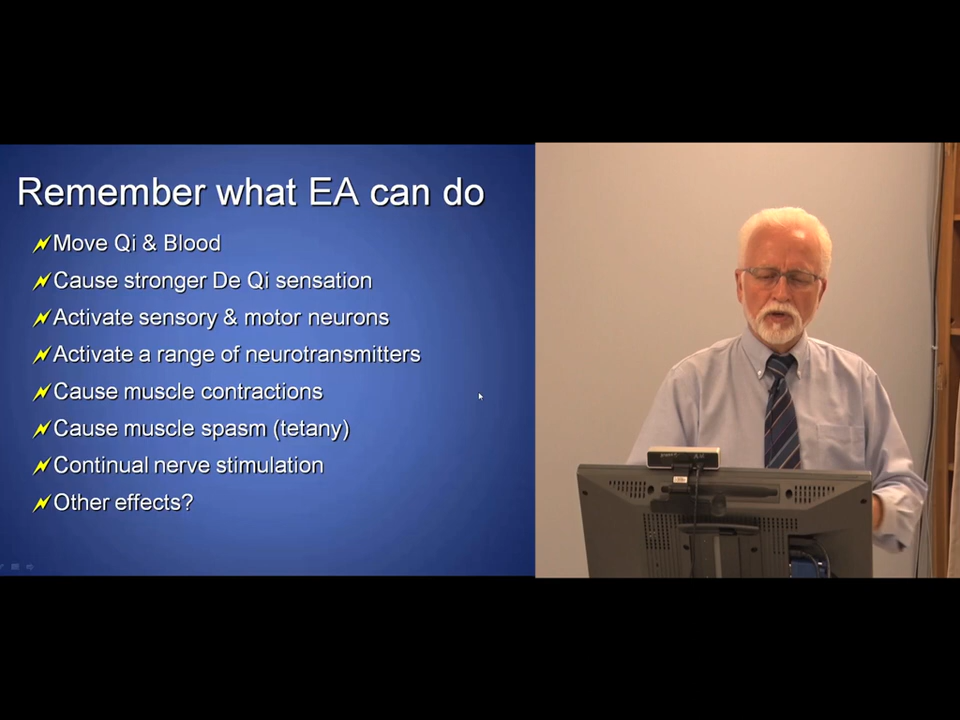 Remember what EA can do
Move Qi & Blood
Cause stronger De Qi sensation
Activate sensory & motor neurons
Activate a range of neurotransmitters
Cause muscle contractions
Cause muscle spasm (tetany)
Continual nerve stimulation
Other effects?